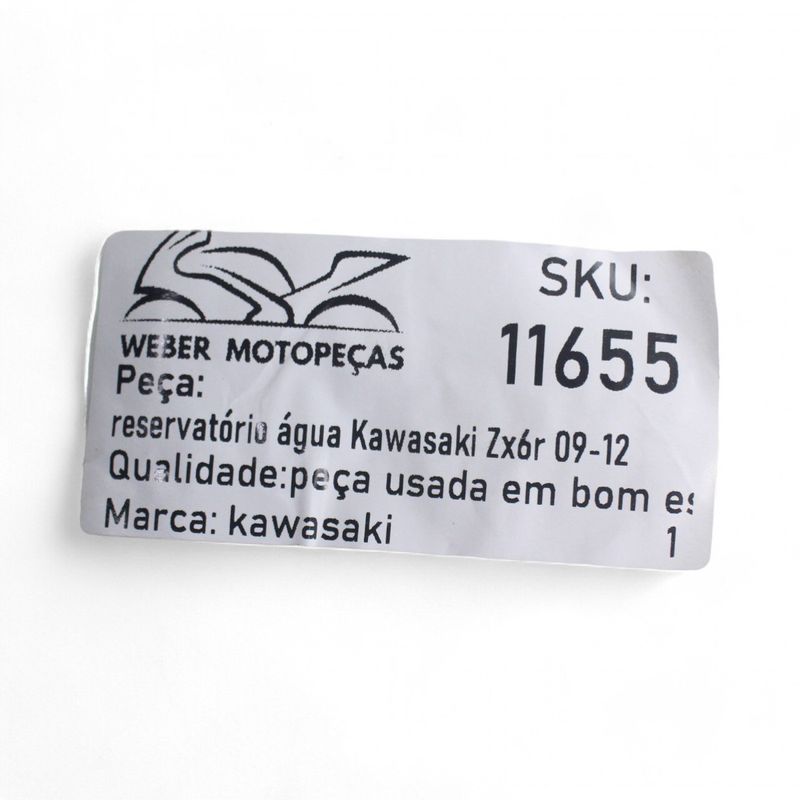 WEBER MOTOPEÇAS
SKU:
11655
Peça:
reservatório água Kawasaki Zx6r 09-12
Qualidade:peça usada em bom es
Marca: kawasaki
1